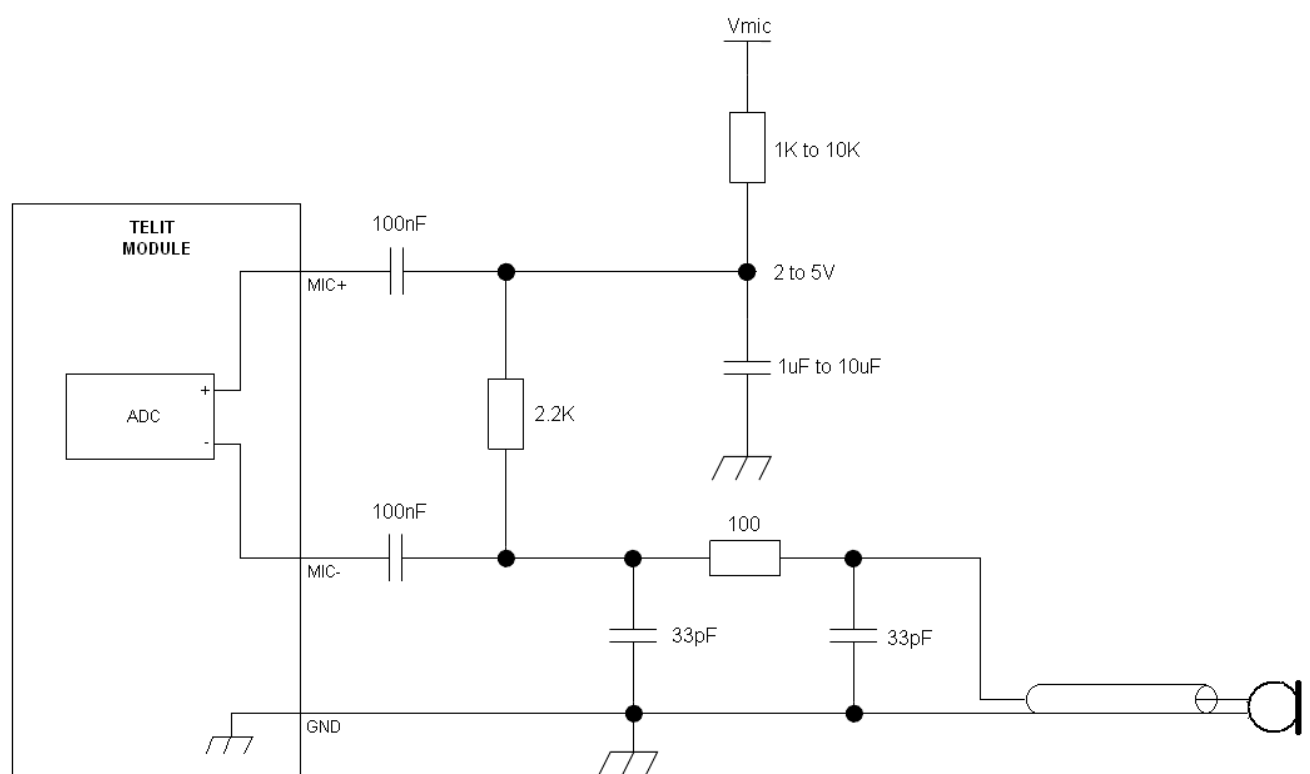 Vmic
1K to 10K
TELIT
MODULE
100nF
MIC+
2 to 5V
1uF to 10uF
+
ADC
-
2.2K
100nF
100
MIC-
33pF
33pF
GND